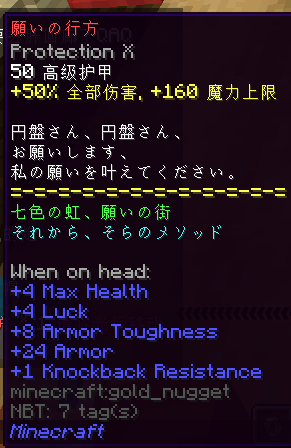 願いの行方
Protection X
50 高级护甲
+50% 全部伤害, +160 魔力上限
円盤さん、円盤さん、
お願いします、
私の願いを叶えてください。
=-=-=-=-=-=-=-=-=-=-=
七色の虹、願いの街
それから、そらのメソッド
When on head:
+4 Max Health
+4 Luck
+8 Armor Toughness
+24 Armor
+1 Knockback Resistance
minecraft:gold_nugget
NBT: 7 tag(s)
Minecraft